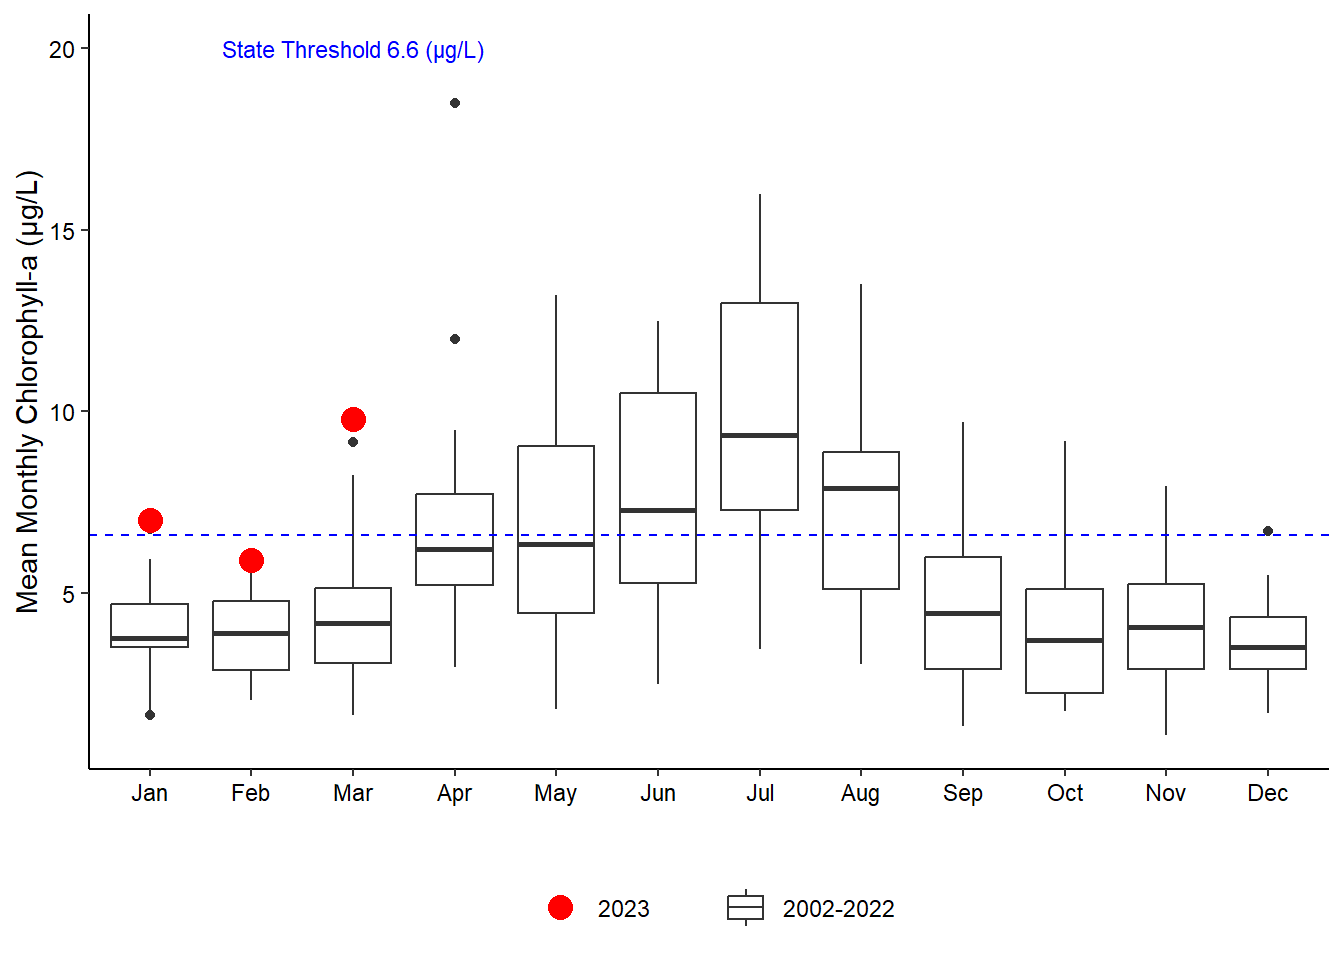 State Threshold 6.6 (µg/L)
Mean Monthly Chlorophyll-a (µg/L)
20
15
10
5
Jan Feb Mar Apr May Jun Jul Aug Sep Oct Nov Dec
2023 2002-2022